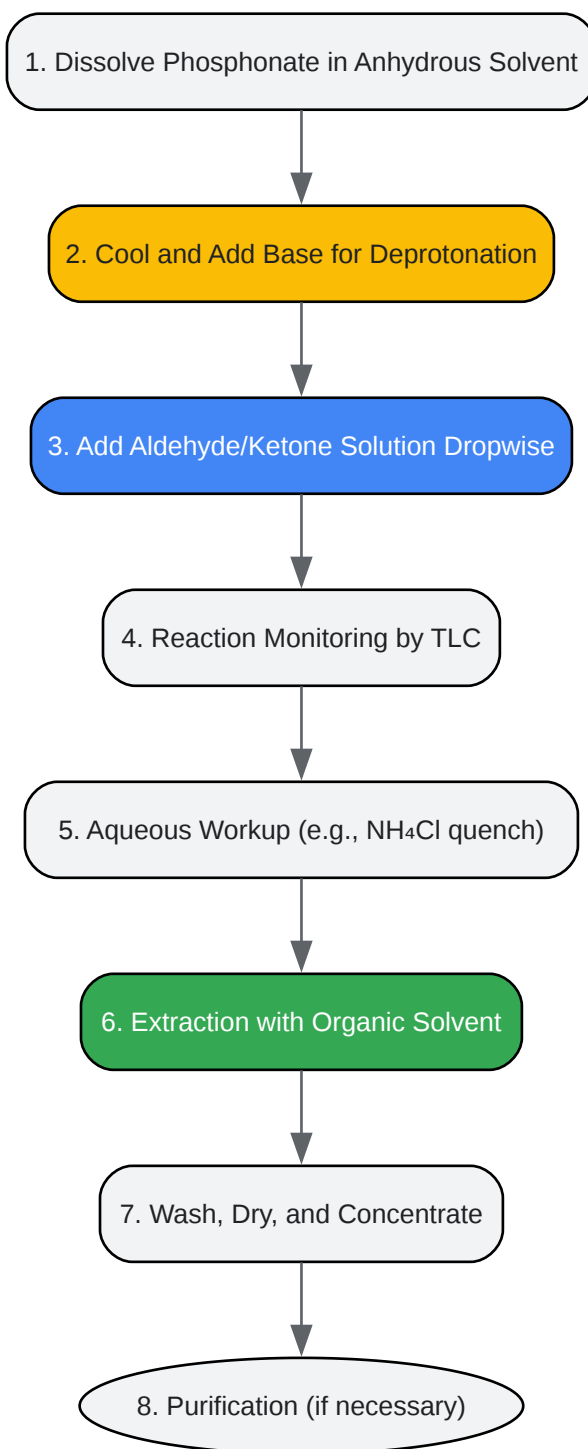 1. Dissolve Phosphonate in Anhydrous Solvent
2. Cool and Add Base for Deprotonation
3. Add Aldehyde/Ketone Solution Dropwise
4. Reaction Monitoring by TLC
5. Aqueous Workup (e.g., NH₄Cl quench)
6. Extraction with Organic Solvent
7. Wash, Dry, and Concentrate
8. Purification (if necessary)